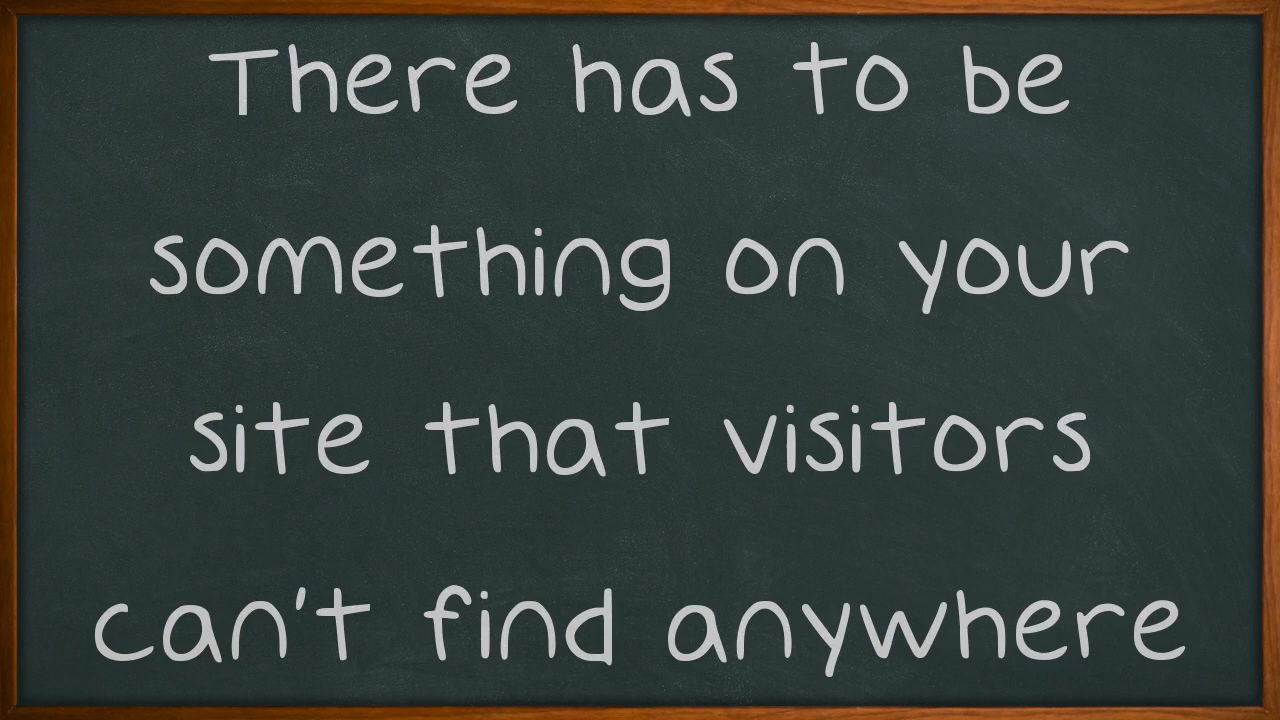 There has to be
something on your
site that visitors
can't find anywhere